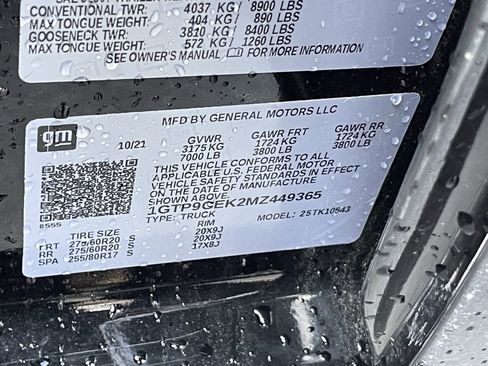 CONVENTIONAL TWR: 4037 KG / 8900 LBS
MAX TONGUE WEIGHT: 404 KG / 890 LBS
GOOSENECK TWR: 3810 KG / 8400 LBS
MAX TONGUE WEIGHT: 572 KG / 1260 LBS
SEE OWNER'S MANUAL FOR MORE INFORMATION
MFD BY GENERAL MOTORS LLC
gm
10/21 GVWR GAWR FRT GAWR RR
3175 KG 1724 KG 1724 KG
7000 LB 3800 LB 3800 LB
THIS VEHICLE CONFORMS TO ALL
APPLICABLE U.S. FEDERAL MOTOR
VEHICLE SAFETY STANDARDS IN EFFECT
ON THE DATE OF MANUFACTURE SHOWN ABOVE.
1GTP9CEK2MZ449365
TYPE: TRUCK MODEL: 25TK10543
8555
TIRE SIZE RIM
FRT 275/60R20 S 20X9J
RR 275/60R20 S 20X9J
SPA 255/80R17 S 17X8J